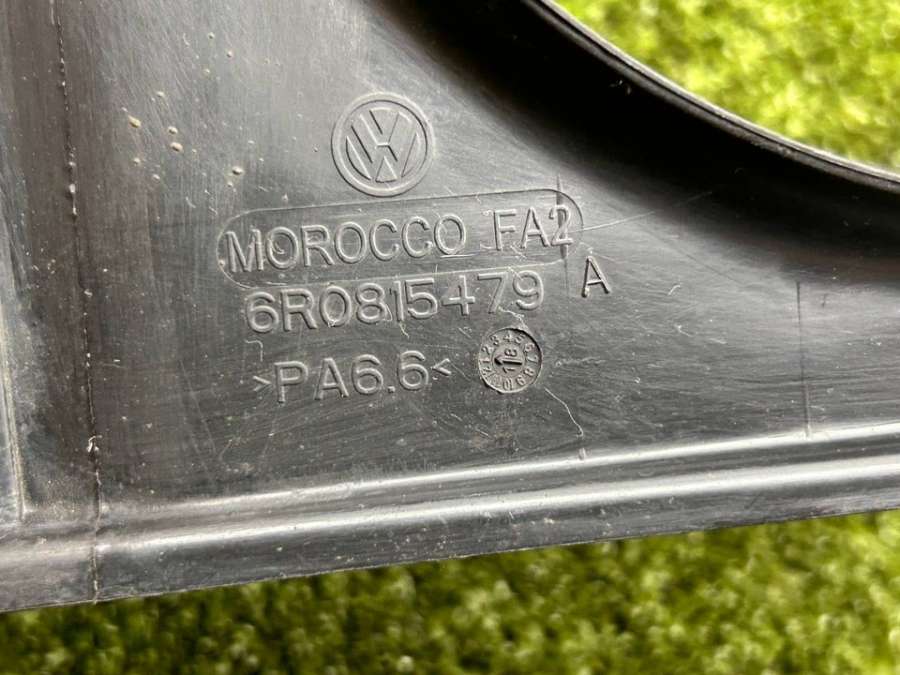 VW
MOROCCO FA2
6R0815479 A
>PA6.6<